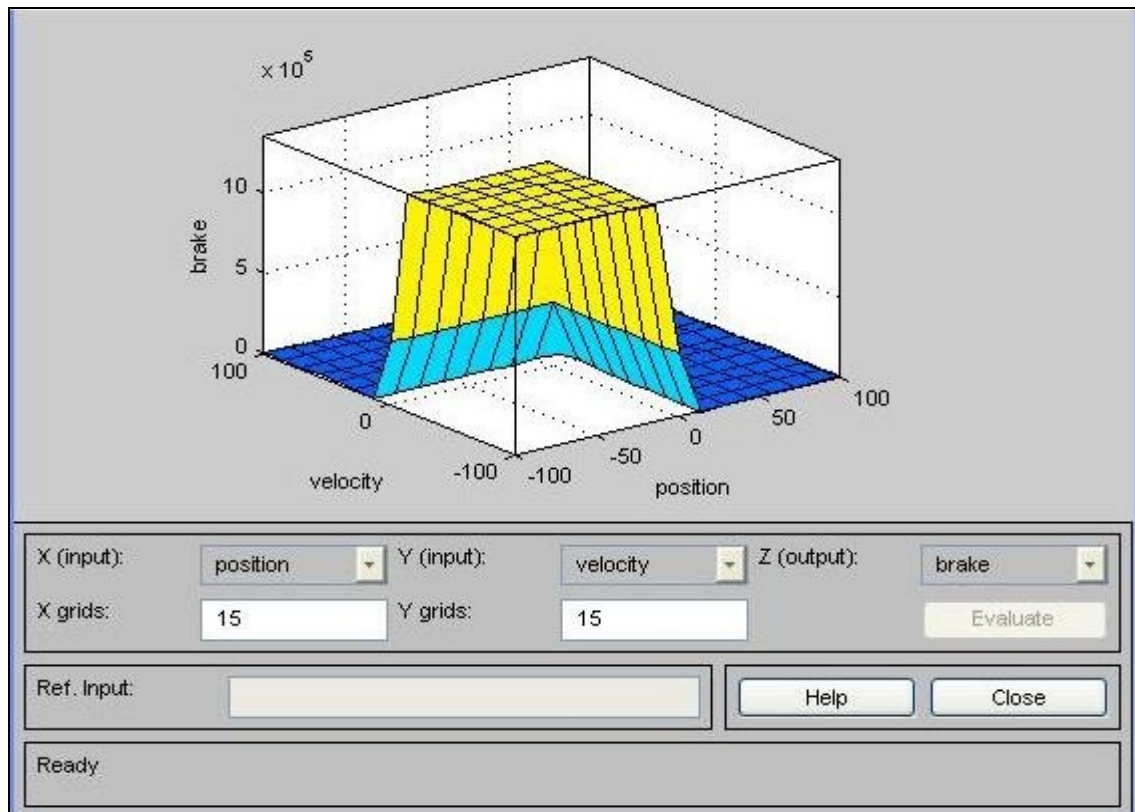 x 10^5
10
5
0
brake
100
0
-100
velocity
-100
-50
0
50
100
position
X (input):
position
Y (input):
velocity
Z (output):
brake
X grids:
15
Y grids:
15
Evaluate
Ref. Input:
Help
Close
Ready